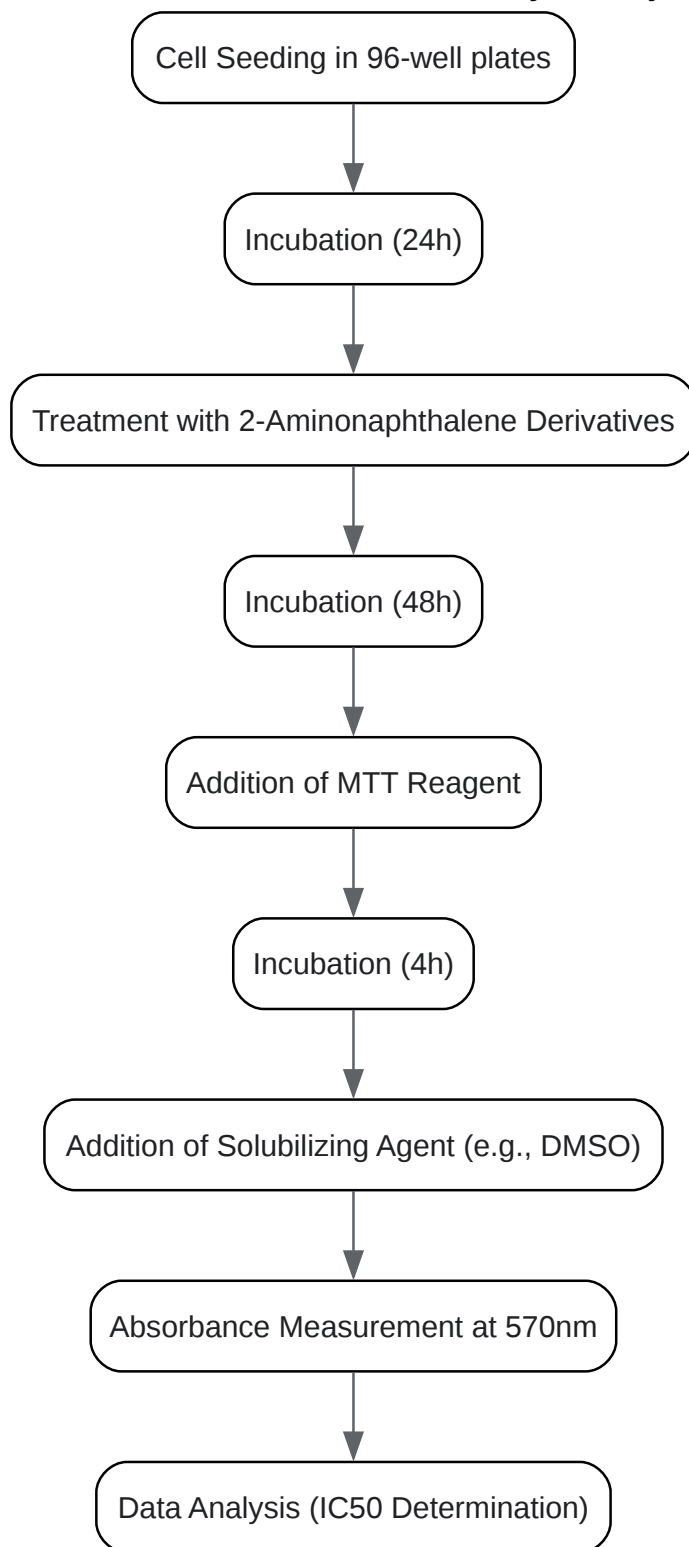 Cell Seeding in 96-well plates
Incubation (24h)
Treatment with 2-Aminonaphthalene Derivatives
Incubation (48h)
Addition of MTT Reagent
Incubation (4h)
Addition of Solubilizing Agent (e.g., DMSO)
Absorbance Measurement at 570nm
Data Analysis (IC50 Determination)